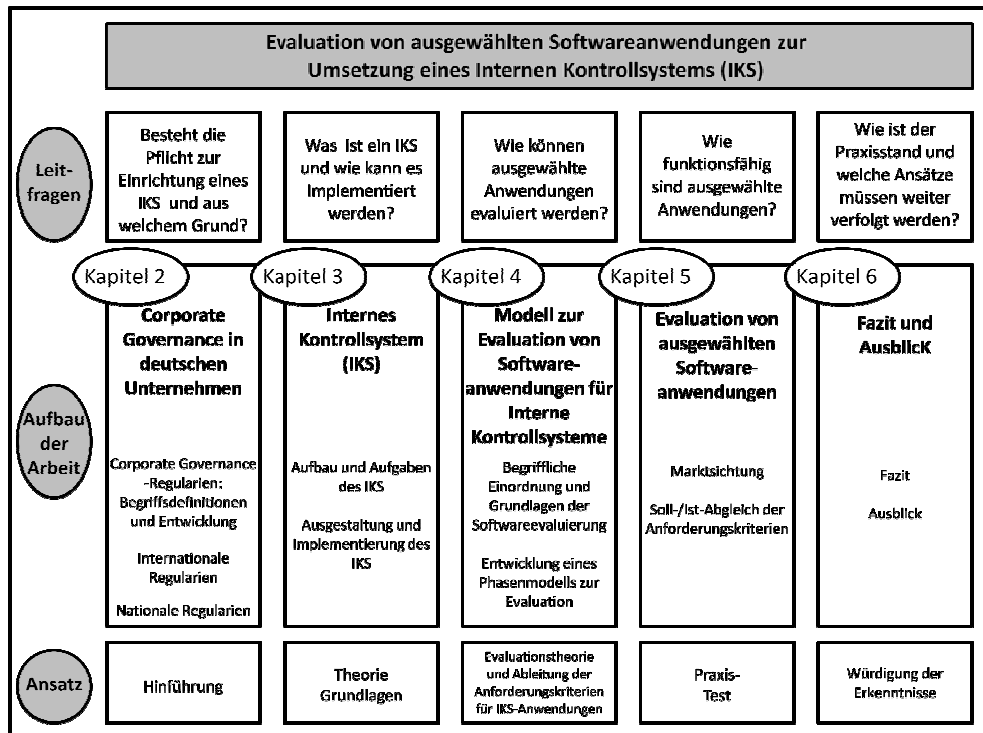 Evaluation von ausgewählten Softwareanwendungen zur
Umsetzung eines Internen Kontrollsystems (IKS)
Leit-
fragen
Besteht die
Pflicht zur
Einrichtung eines
IKS und aus
welchem Grund?
Was ist ein IKS
und wie kann es
Implementiert
werden?
Wie können
ausgewählte
Anwendungen
evaluiert werden?
Wie
funktionsfähig
sind ausgewählte
Anwendungen?
Wie ist der
Praxisstand und
welche Ansätze
müssen weiter
verfolgt werden?
Aufbau
der
Arbeit
Kapitel 2
Corporate
Governance in
deutschen
Unternehmen
Corporate Governance
-Regularien:
Begriffsdefinitionen
und Entwicklung
Internationale
Regularien
Nationale Regularien
Kapitel 3
Internes
Kontrollsystem
(IKS)
Aufbau und Aufgaben
des IKS
Ausgestaltung und
Implementierung des
IKS
Kapitel 4
Modell zur
Evaluation von
Software-
anwendungen für
Interne
Kontrollsysteme
Begriffliche
Einordnung und
Grundlagen der
Softwareevaluierung
Entwicklung eines
Phasenmodells zur
Evaluation
Kapitel 5
Evaluation von
ausgewählten
Software-
anwendungen
Marktsichtung
Soll-/Ist-Abgleich der
Anforderungskriterien
Kapitel 6
Fazit und
AusblicK
Fazit
Ausblick
Ansatz
Hinführung
Theorie
Grundlagen
Evaluationstheorie
und Ableitung der
Anforderungskriterien
für IKS-Anwendungen
Praxis-
Test
Würdigung der
Erkenntnisse